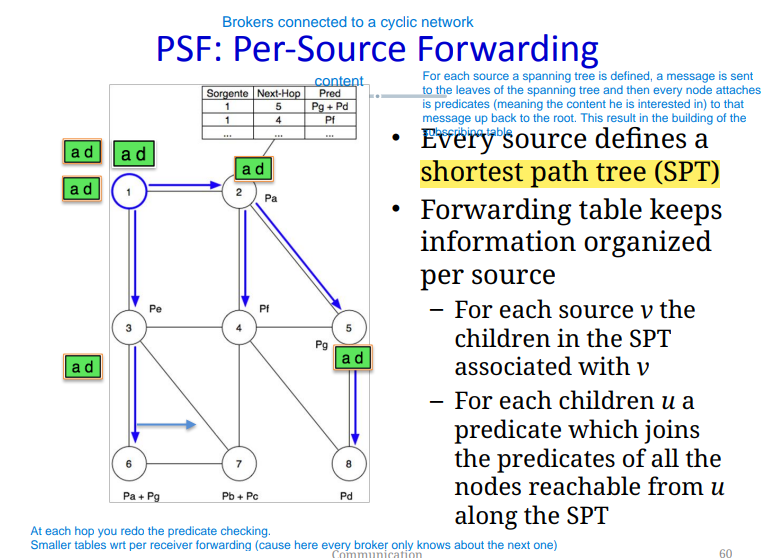 Brokers connected to a cyclic network
PSF: Per-Source Forwarding
content
For each source a spanning tree is defined, a message is sent
to the leaves of the spanning tree and then every node attaches
is predicates (meaning the content he is interested in) to that
message up back to the root. This result in the building of the
subscribing table
Sorgente Next-Hop Pred
1 5 Pg + Pd
1 4 Pf
... ... ...
a d
a d
a d
a d
1
2
Pa
Pe
Pf
3
4
5
Pg
a d
a d
6
7
8
Pa + Pg
Pb + Pc
Pd
• Every source defines a
shortest path tree (SPT)
• Forwarding table keeps
information organized
per source
– For each source v the
children in the SPT
associated with v
– For each children u a
predicate which joins
the predicates of all the
nodes reachable from u
along the SPT
At each hop you redo the predicate checking.
Smaller tables wrt per receiver forwarding (cause here every broker only knows about the next one)
Communication
60